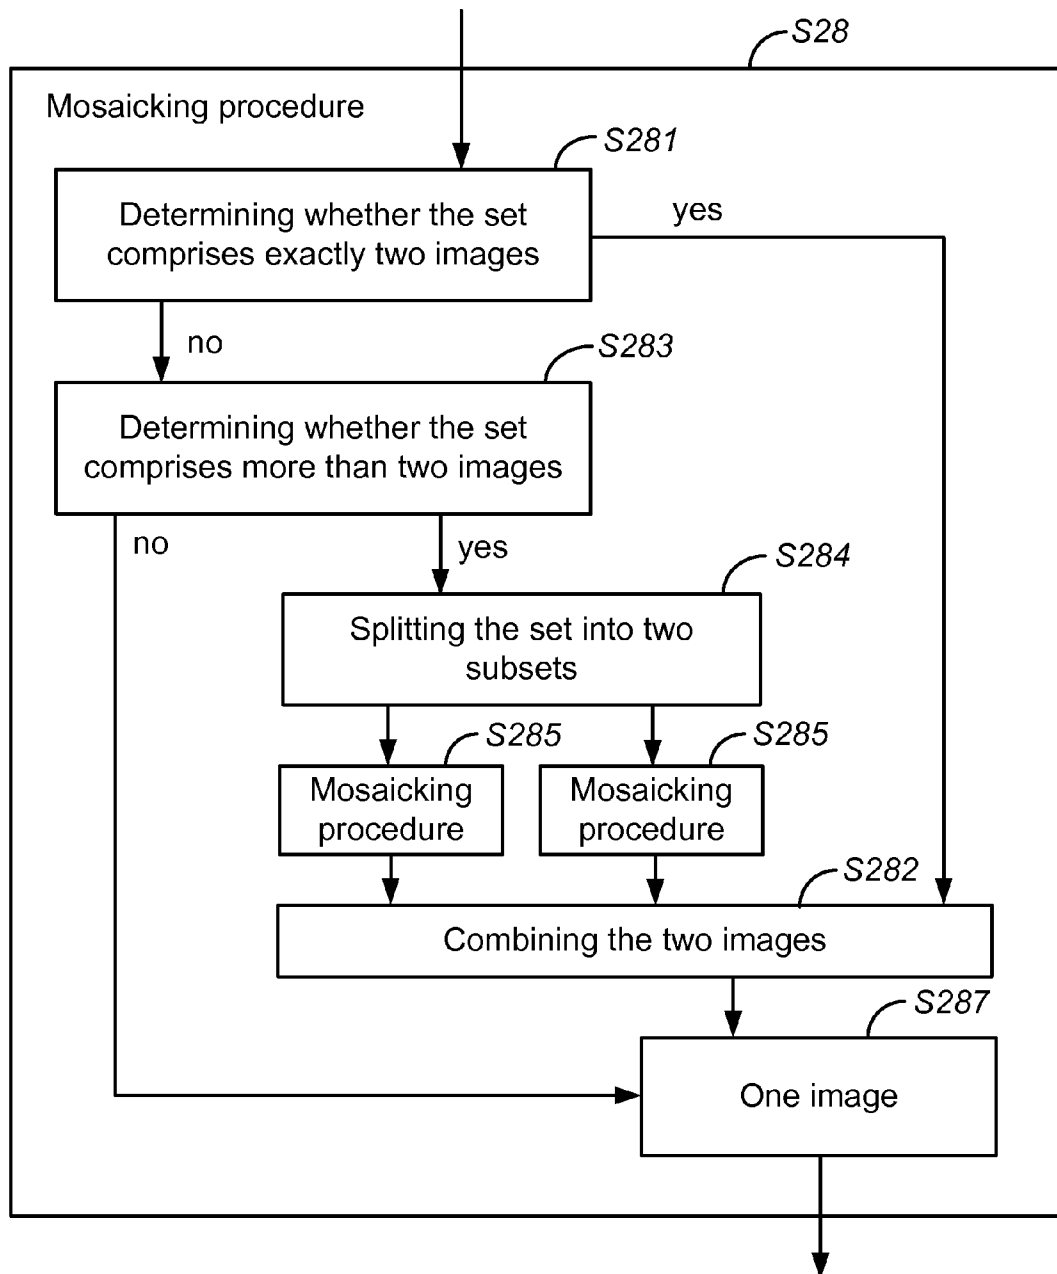 S28
Mosaicking procedure
S281
Determining whether the set
comprises exactly two images
yes
no
S283
Determining whether the set
comprises more than two images
no
yes
S284
Splitting the set into two
subsets
S285
S285
Mosaicking
procedure
Mosaicking
procedure
S282
Combining the two images
S287
One image